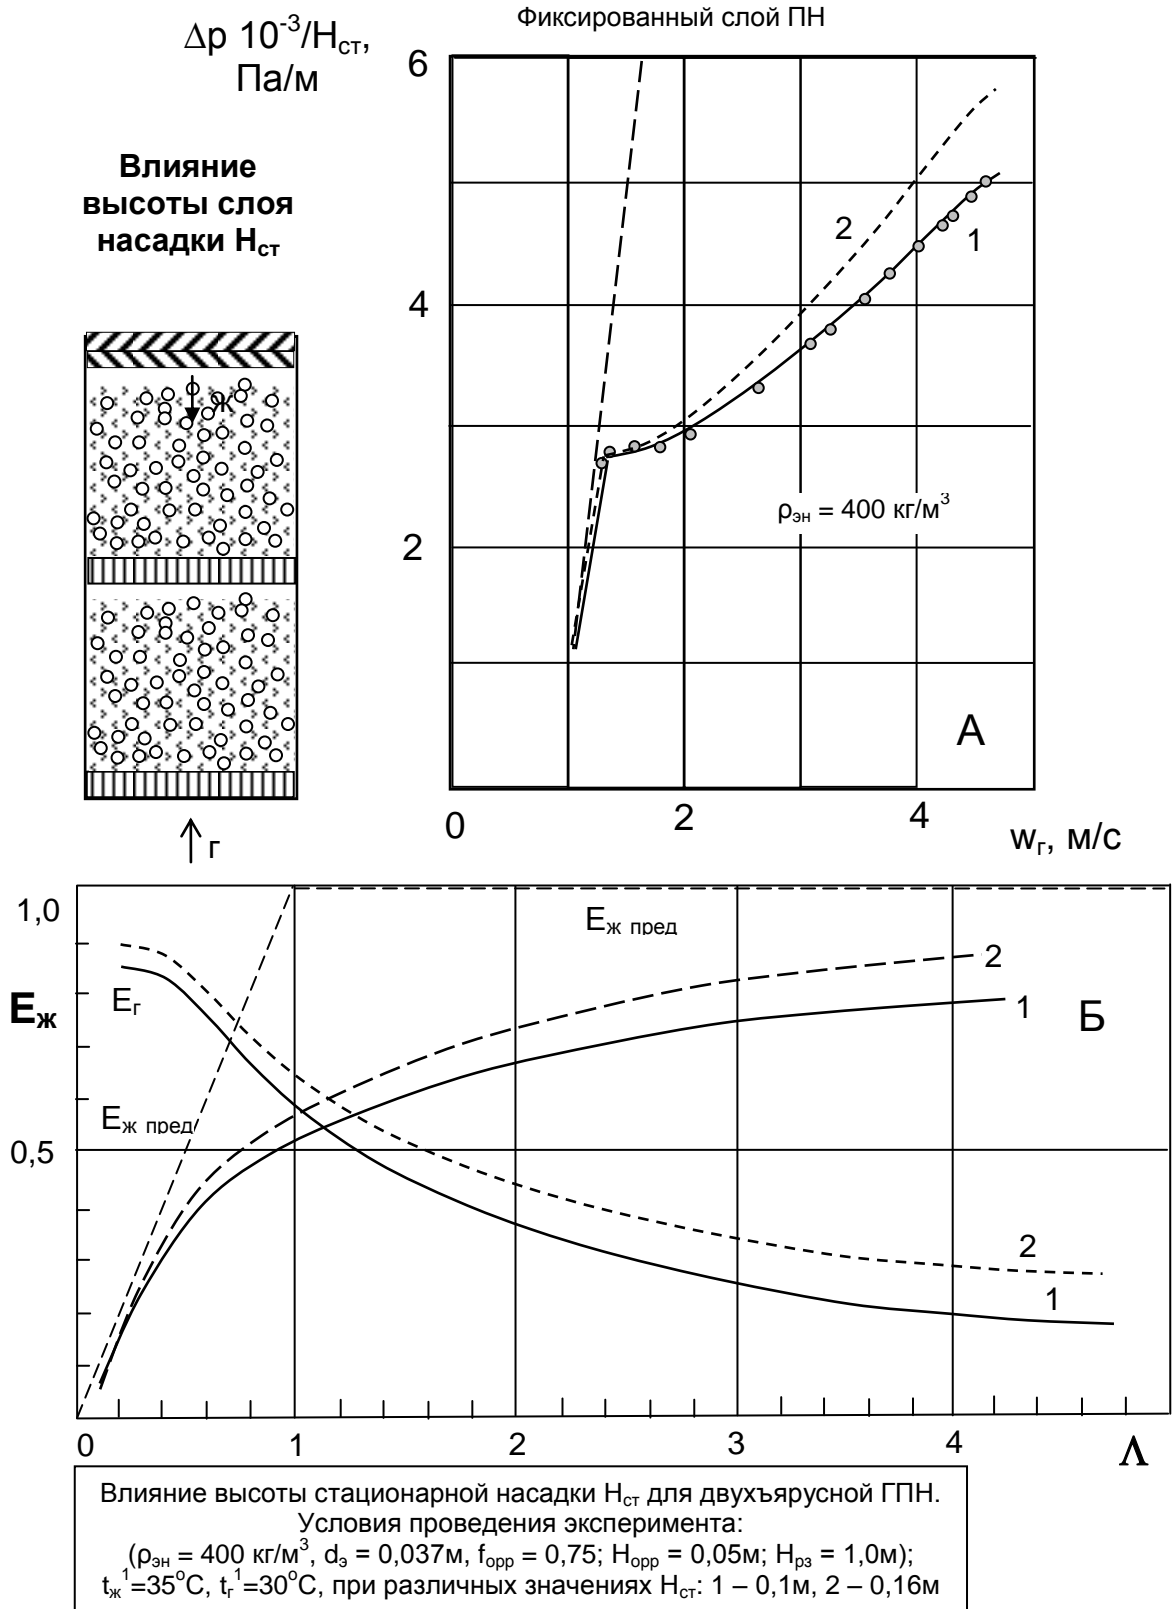 Фиксированный слой ПН
Δp 10⁻³/Hст,
Па/м
6
4
2
0
2
4
2
1
ρэн = 400 кг/м³
А
wг, м/с
Влияние
высоты слоя
насадки Hст
Ж
г
1,0
Eж
0,5
Eг
Eж пред
Eж пред
2
1
Б
2
1
0
1
2
3
4
Λ
Влияние высоты стационарной насадки Hст для двухъярусной ГПН.
Условия проведения эксперимента:
(ρэн = 400 кг/м³, dэ = 0,037м, fорр = 0,75; Hорр = 0,05м; Hрз = 1,0м);
tж¹=35°С, tг¹=30°С, при различных значениях Hст: 1 – 0,1м, 2 – 0,16м